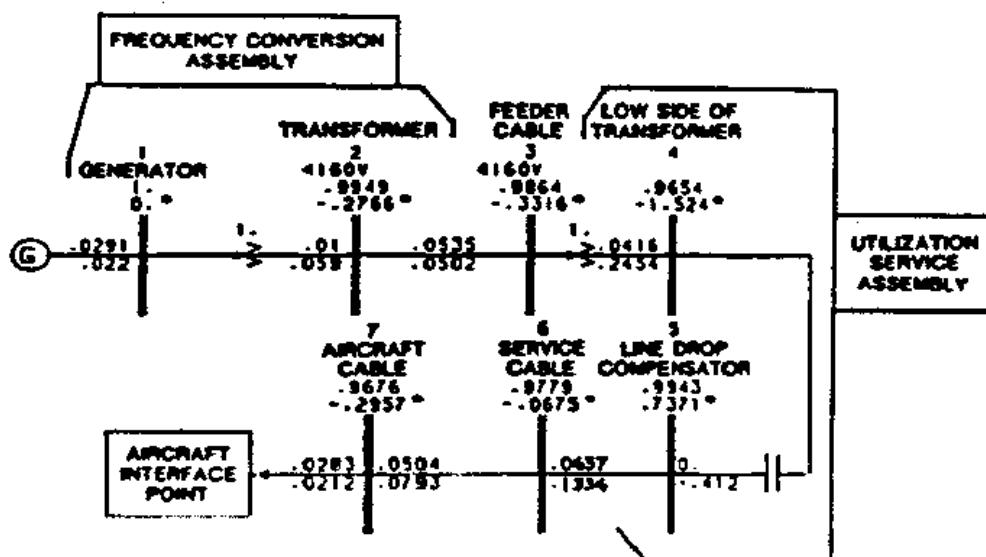 FREQUENCY CONVERSION
ASSEMBLY
1
GENERATOR
1.
0.°
TRANSFORMER
2
4160V
.9949
-.2766°
FEEDER
CABLE
3
4160V
.9864
-.3316°
LOW SIDE OF
TRANSFORMER
4
.9654
-1.524°
G
.0291
.022
1.
.01
.059
.0535
.0502
1.
.0416
.2454
UTILIZATION
SERVICE
ASSEMBLY
7
AIRCRAFT
CABLE
.9676
-.2957°
6
SERVICE
CABLE
.9779
-.0675°
5
LINE DROP
COMPENSATOR
.9943
.7371°
AIRCRAFT
INTERFACE
POINT
.0283
.0212
.0504
.0793
.0637
.1334
0.
-.412